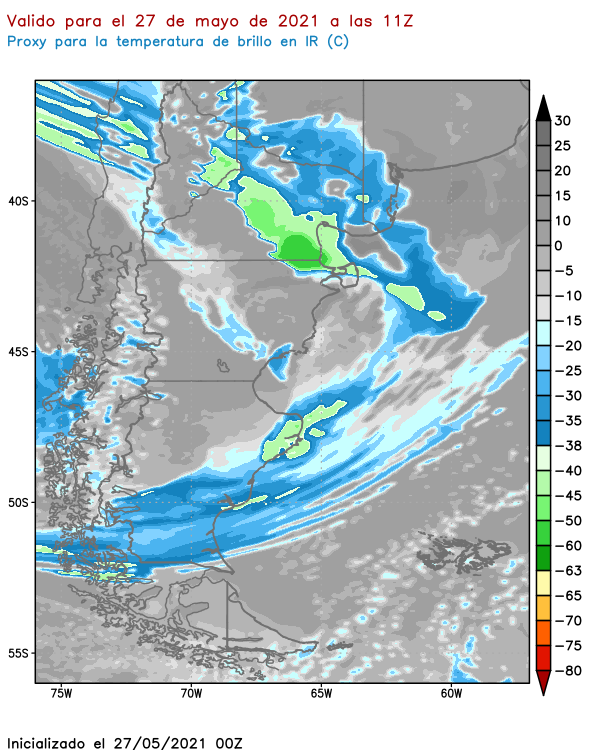 Valido para el 27 de mayo de 2021 a las 11Z
Proxy para la temperatura de brillo en IR (C)
30
25
20
15
10
0
−5
−10
−15
−20
−25
−30
−35
−38
−40
−45
−50
−60
−63
−65
−70
−75
−80
40S
45S
50S
55S
75W 70W 65W 60W
Inicializado el 27/05/2021 00Z